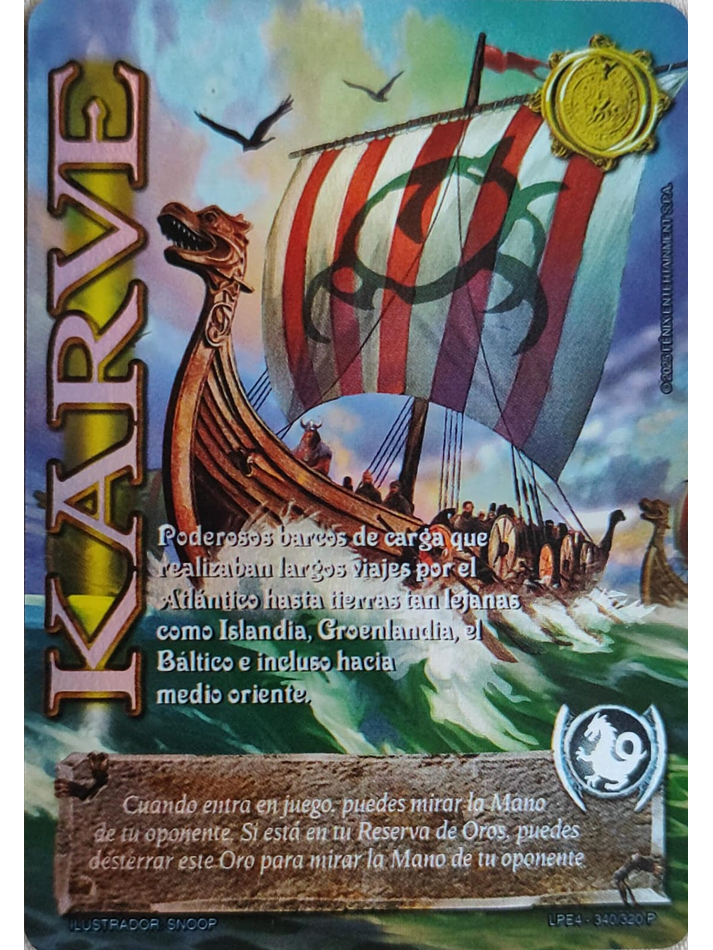 KARVE
©2025 FÉNIX ENTERTAINMENT SPA.
Poderosos barcos de carga que
realizaban largos viajes por el
Atlántico hasta tierras tan lejanas
como Islandia, Groenlandia, el
Báltico e incluso hacia
medio oriente.
Cuando entra en juego, puedes mirar la Mano
de tu oponente. Si está en tu Reserva de Oros, puedes
desterrar este Oro para mirar la Mano de tu oponente
ILUSTRADOR: SNOOP
LPE4 - 340/320 P